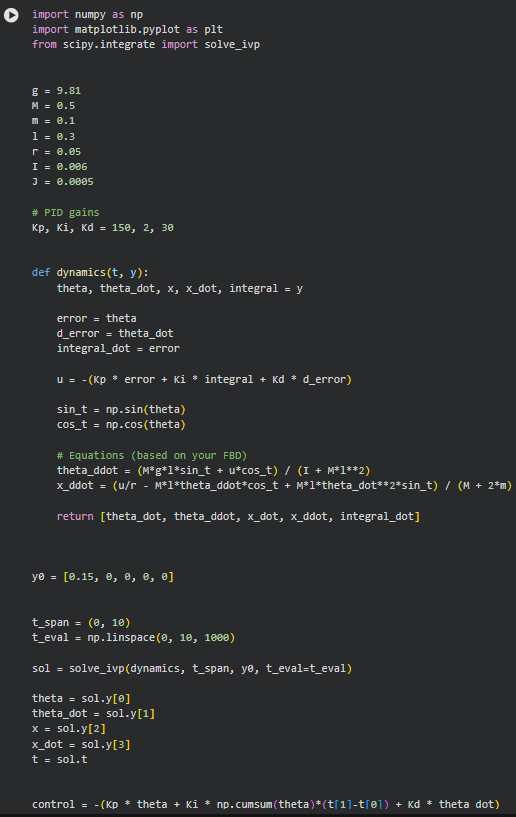 import numpy as np
import matplotlib.pyplot as plt
from scipy.integrate import solve_ivp
g = 9.81
M = 0.5
m = 0.1
l = 0.3
r = 0.05
I = 0.006
J = 0.0005
# PID gains
Kp, Ki, Kd = 150, 2, 30
def dynamics(t, y):
    theta, theta_dot, x, x_dot, integral = y
    error = theta
    d_error = theta_dot
    integral_dot = error
    u = -(Kp * error + Ki * integral + Kd * d_error)
    sin_t = np.sin(theta)
    cos_t = np.cos(theta)
    # Equations (based on your FBD)
    theta_ddot = (M*g*l*sin_t + u*cos_t) / (I + M*l**2)
    x_ddot = (u/r - M*l*theta_ddot*cos_t + M*l*theta_dot**2*sin_t) / (M + 2*m)
    return [theta_dot, theta_ddot, x_dot, x_ddot, integral_dot]
y0 = [0.15, 0, 0, 0, 0]
t_span = (0, 10)
t_eval = np.linspace(0, 10, 1000)
sol = solve_ivp(dynamics, t_span, y0, t_eval=t_eval)
theta = sol.y[0]
theta_dot = sol.y[1]
x = sol.y[2]
x_dot = sol.y[3]
t = sol.t
control = -(Kp * theta + Ki * np.cumsum(theta)*(t[1]-t[0]) + Kd * theta_dot)